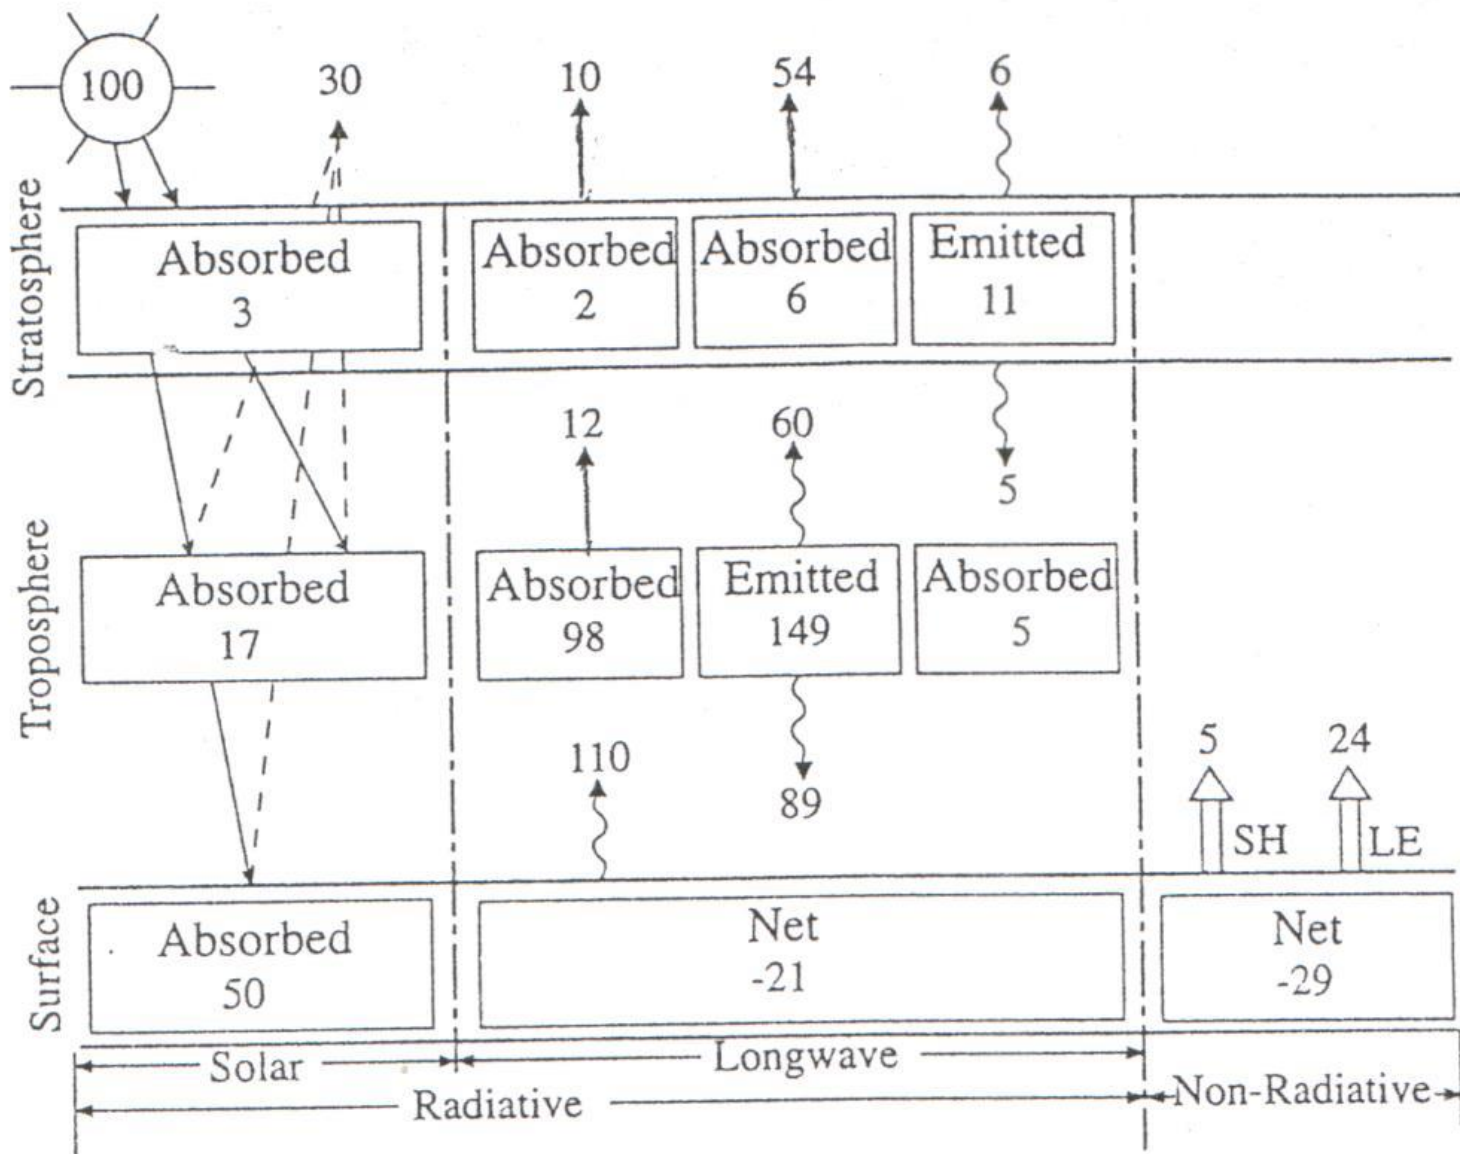 100
30
10
54
6
Stratosphere
Absorbed
3
Absorbed
2
Absorbed
6
Emitted
11
12
60
5
Troposphere
Absorbed
17
Absorbed
98
Emitted
149
Absorbed
5
110
89
5
24
SH
LE
Surface
Absorbed
50
Net
-21
Net
-29
Solar
Longwave
Radiative
Non-Radiative